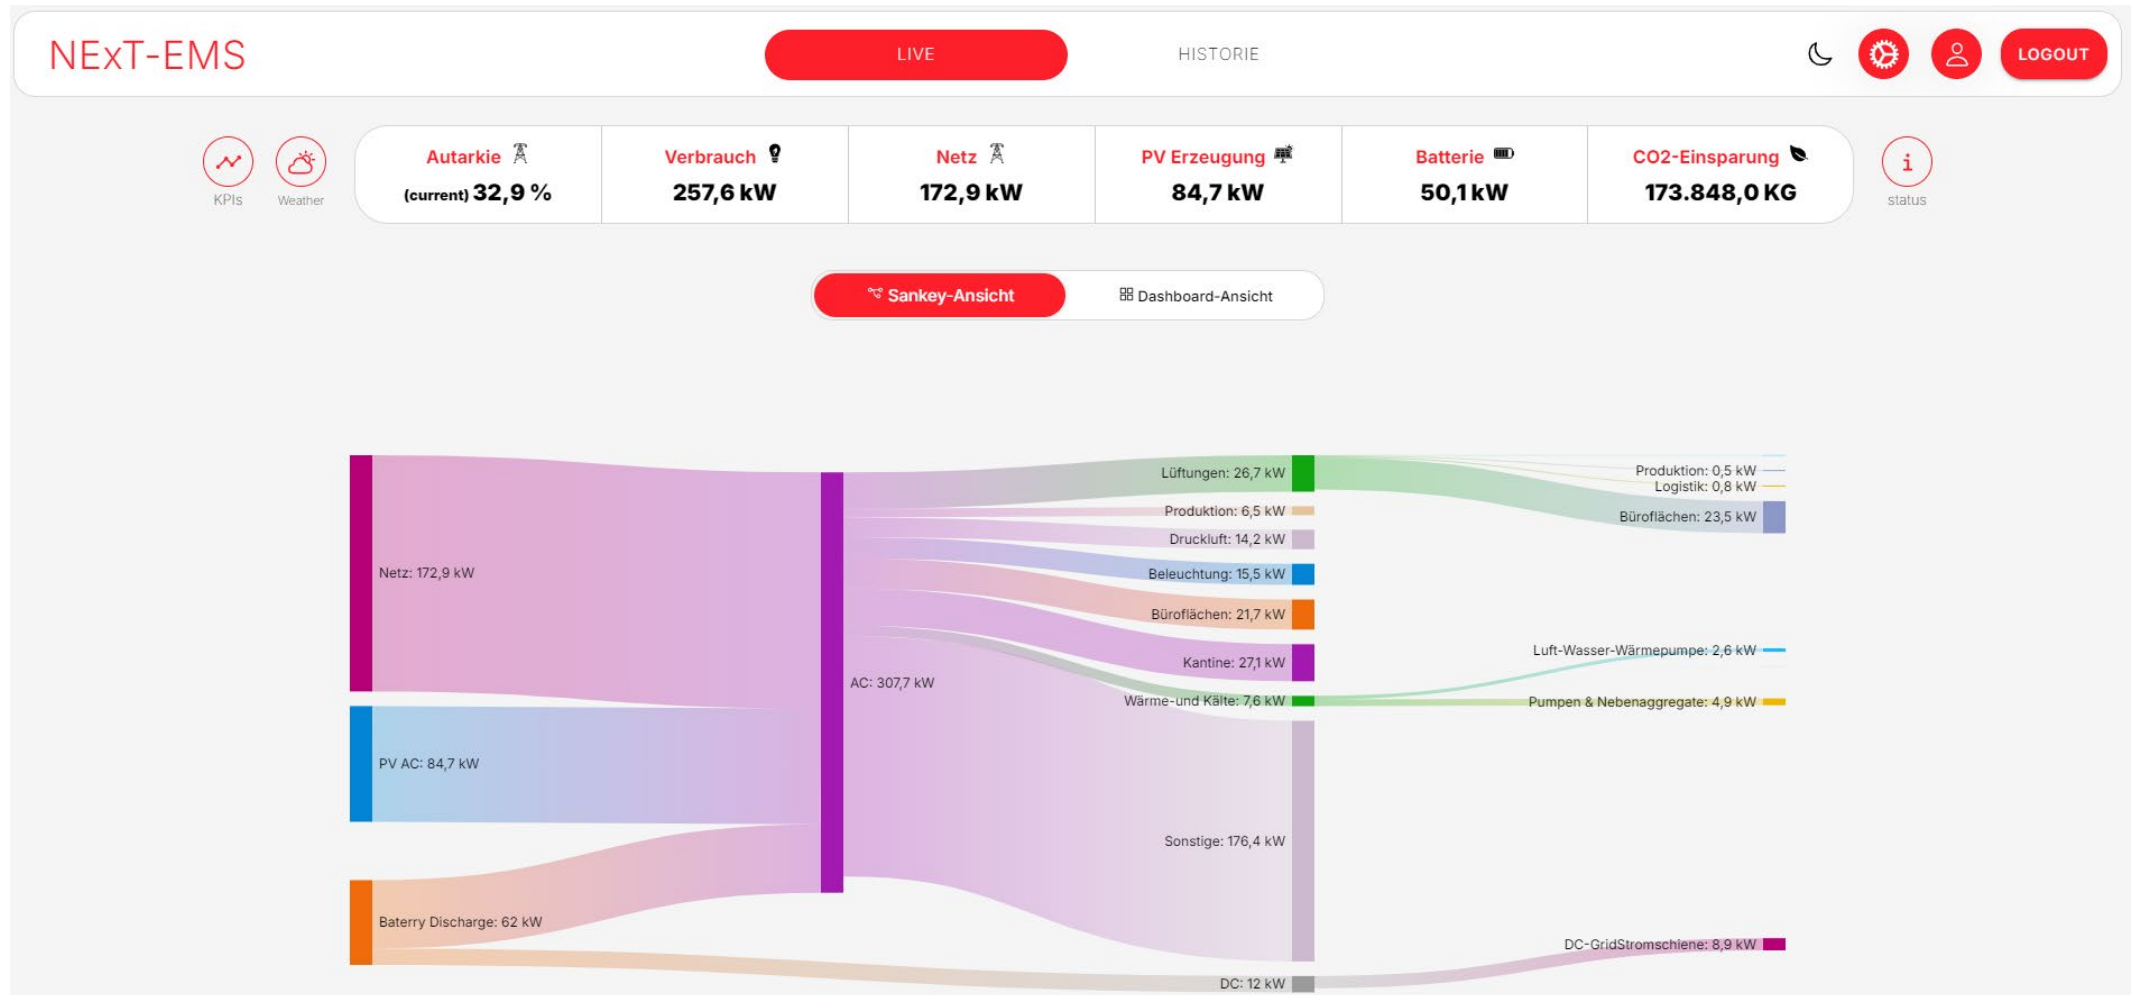 NExT-EMS
LIVE
HISTORIE
LOGOUT
KPIs
Weather
Autarkie
(current) 32,9 %
Verbrauch
257,6 kW
Netz
172,9 kW
PV Erzeugung
84,7 kW
Batterie
50,1 kW
CO2-Einsparung
173.848,0 KG
i
status
Sankey-Ansicht
Dashboard-Ansicht
Netz: 172,9 kW
PV AC: 84,7 kW
Baterry Discharge: 62 kW
AC: 307,7 kW
Lüftungen: 26,7 kW
Produktion: 6,5 kW
Druckluft: 14,2 kW
Beleuchtung: 15,5 kW
Büroflächen: 21,7 kW
Kantine: 27,1 kW
Wärme-und Kälte: 7,6 kW
Sonstige: 176,4 kW
DC: 12 kW
Produktion: 0,5 kW
Logistik: 0,8 kW
Büroflächen: 23,5 kW
Luft-Wasser-Wärmepumpe: 2,6 kW
Pumpen & Nebenaggregate: 4,9 kW
DC-GridStromschiene: 8,9 kW